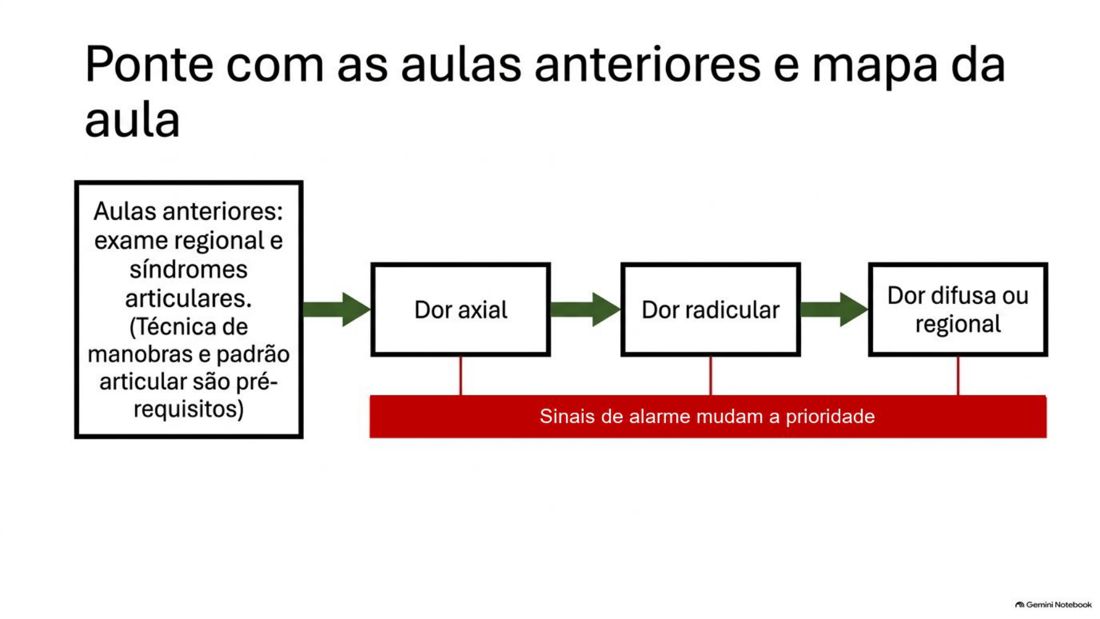 Ponte com as aulas anteriores e mapa da
aula
Aulas anteriores:
exame regional e
síndromes
articulares.
(Técnica de
manobras e padrão
articular são pré-
requisitos)
Dor axial
Dor radicular
Dor difusa ou
regional
Sinais de alarme mudam a prioridade
Gemini Notebook